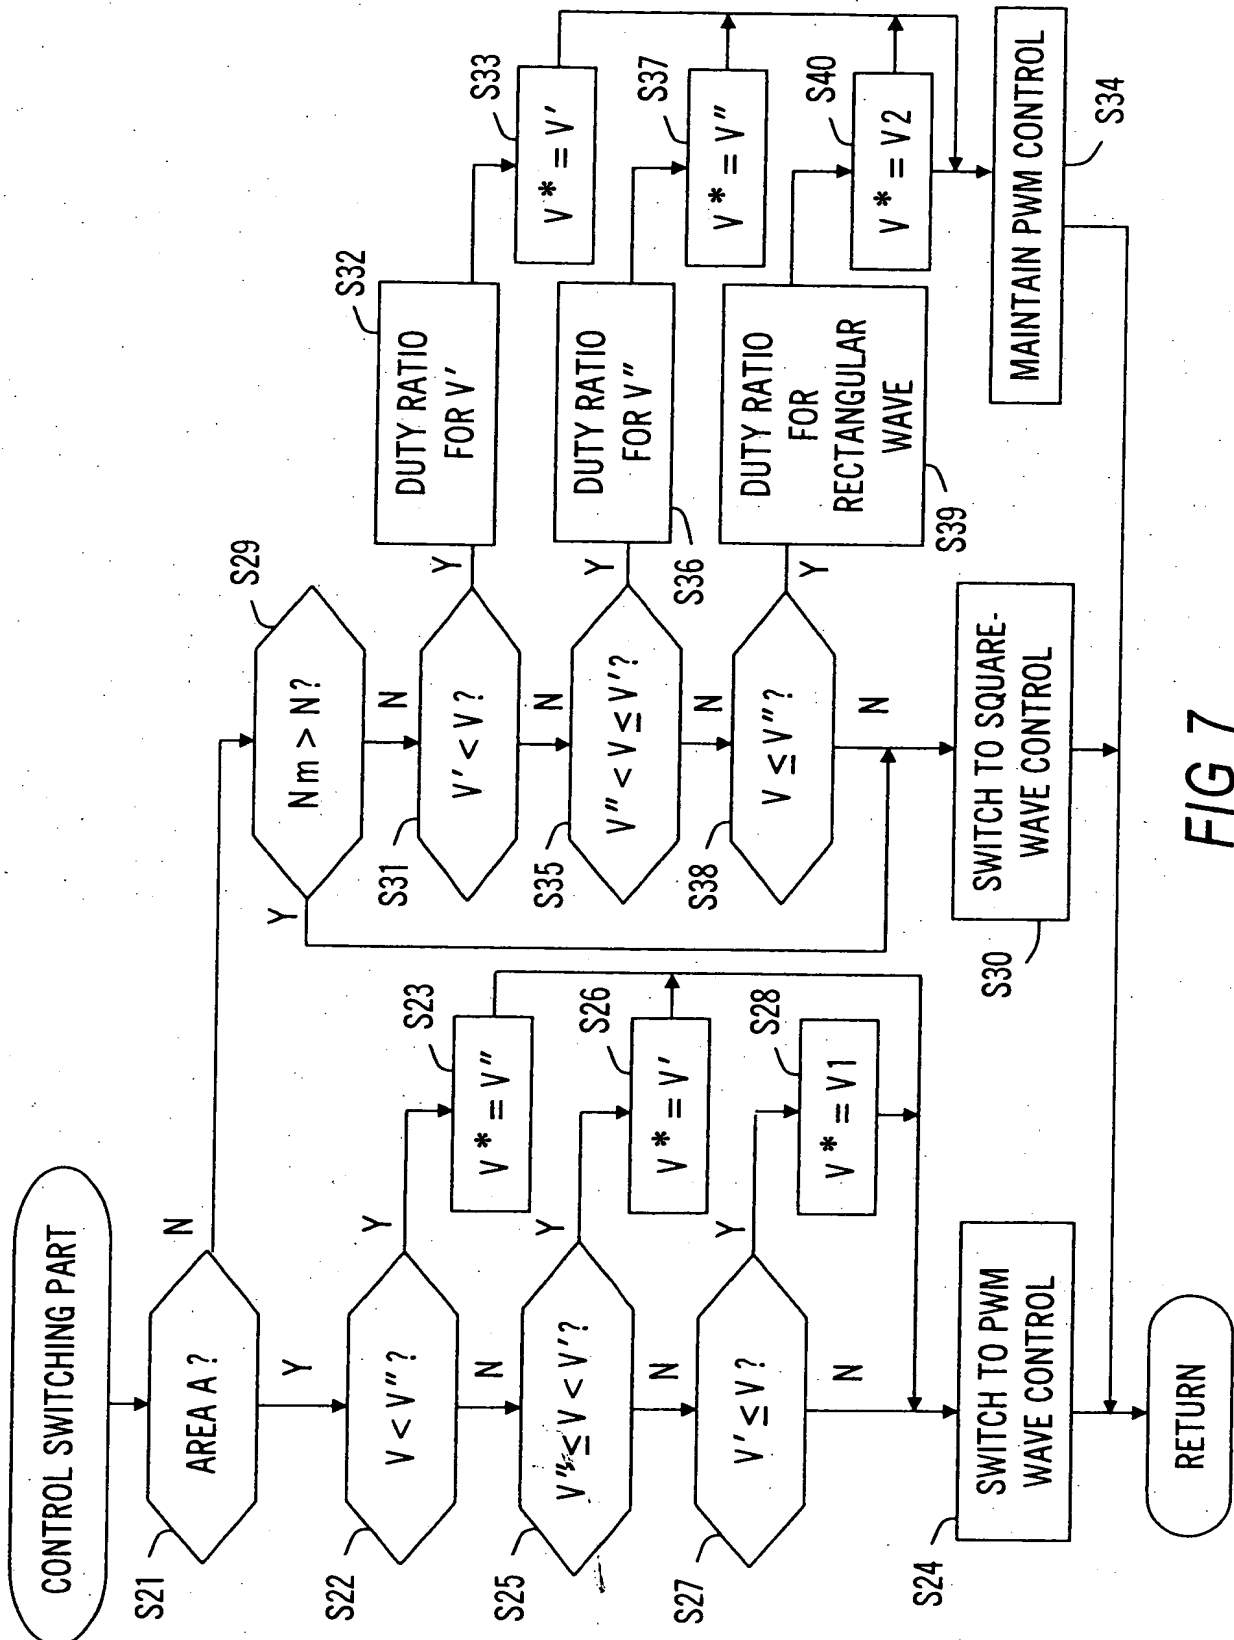 CONTROL SWITCHING PART
S21
AREA A ?
N
Y
S22
V < V" ?
Y
N
S23
V * = V"
S25
V" ≤ V < V' ?
Y
N
S26
V * = V'
S27
V' ≤ V ?
Y
N
S28
V * = V1
S24
SWITCH TO PWM
WAVE CONTROL
RETURN
S29
Nm > N ?
Y
N
S31
V' < V ?
Y
N
S32
DUTY RATIO
FOR V'
S33
V * = V'
S35
V" < V ≤ V' ?
Y
N
S36
DUTY RATIO
FOR V"
S37
V * = V"
S38
V ≤ V" ?
Y
N
S39
DUTY RATIO
FOR
RECTANGULAR
WAVE
S40
V * = V2
S30
SWITCH TO SQUARE-
WAVE CONTROL
MAINTAIN PWM CONTROL
S34
FIG 7